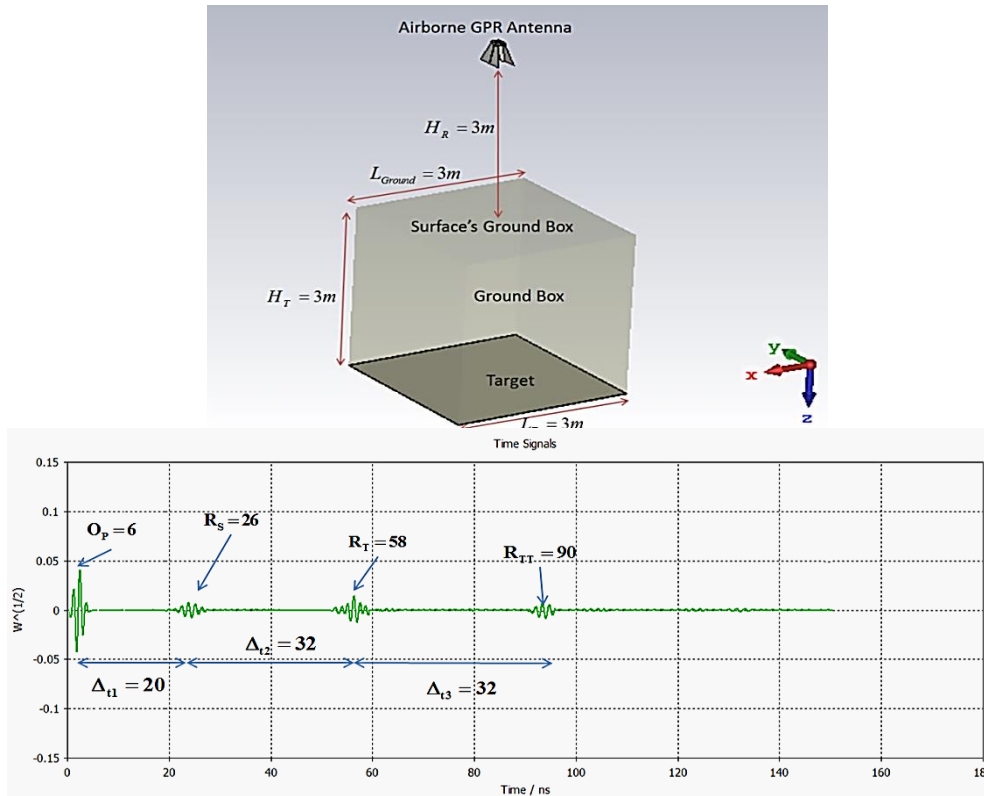 Airborne GPR Antenna
H_R = 3m
L_Ground = 3m
Surface's Ground Box
H_T = 3m
Ground Box
Target
= 3m
y
x
z
Time Signals
0.15
0.1
0.05
0
-0.05
-0.1
-0.15
W^(1/2)
O_P = 6
R_S = 26
R_T = 58
R_TT = 90
Δ_t1 = 20
Δ_t2 = 32
Δ_t3 = 32
0 20 40 60 80 100 120 140 160 180
Time / ns